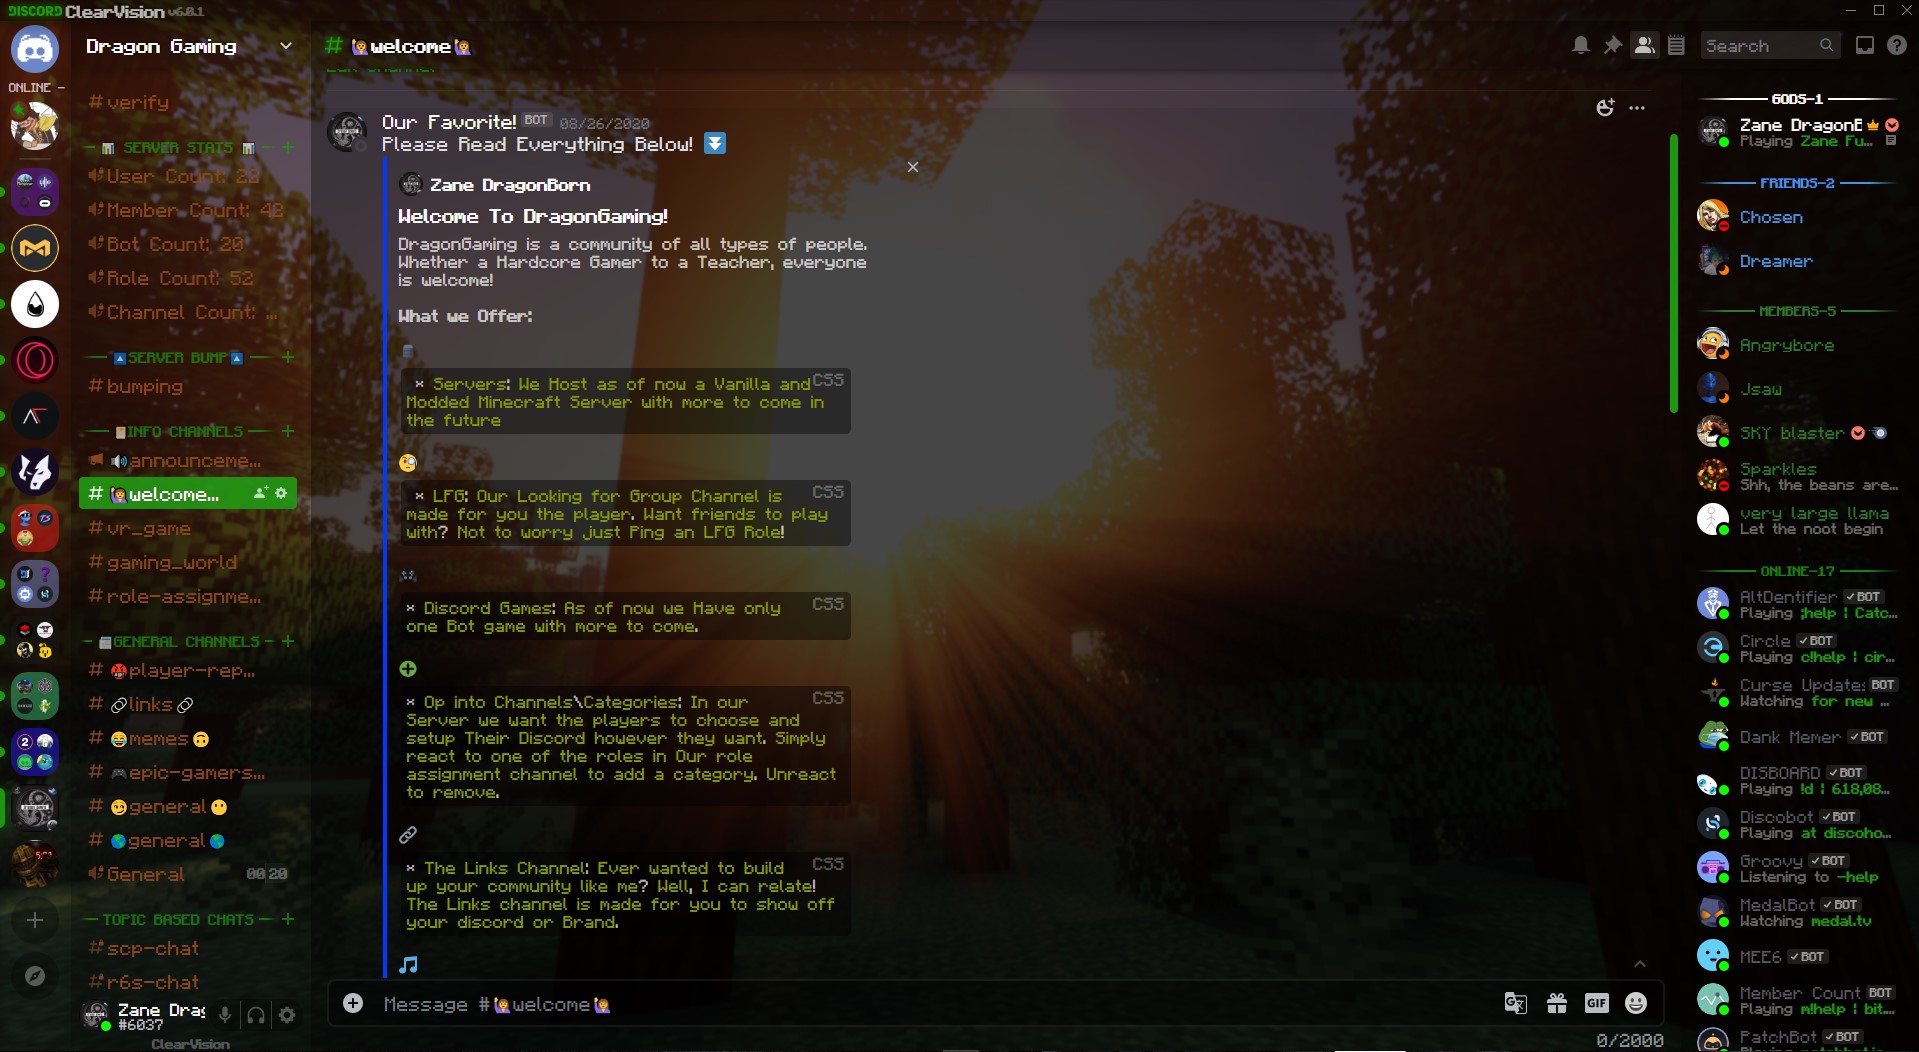 DISCORD ClearVision v6.0.1
ONLINE -
Dragon Gaming
# verify
SERVER STATS
User Count: 22
Member Count: 42
Bot Count: 20
Role Count: 52
Channel Count: ...
SERVER BUMP
# bumping
INFO CHANNELS
announceme...
# welcome...
# vr_game
# gaming_world
# role-assignme...
GENERAL CHANNELS
# player-rep...
# links
# memes
# epic-gamers...
# general
# general
General 00 20
TOPIC BASED CHATS
# scp-chat
# r6s-chat
Zane Drag
#6037
ClearVision
# welcome
Search
Edit Channel
Our Favorite! BOT 08/26/2020
Please Read Everything Below!
Zane DragonBorn
Welcome To DragonGaming!
DragonGaming is a community of all types of people.
Whether a Hardcore Gamer to a Teacher, everyone
is welcome!
What we Offer:
CSS
* Servers: We Host as of now a Vanilla and
Modded Minecraft Server with more to come in
the future
CSS
* LFG: Our Looking for Group Channel is
made for you the player. Want friends to play
with? Not to worry just Ping an LFG Role!
CSS
* Discord Games: As of now we Have only
one Bot game with more to come.
CSS
* Op into Channels\Categories: In our
Server we want the players to choose and
setup Their Discord however they want. Simply
react to one of the roles in Our role
assignment channel to add a category. Unreact
to remove.
CSS
* The Links Channel: Ever wanted to build
up your community like me? Well, I can relate!
The Links channel is made for you to show off
your discord or Brand.
Message #welcome
GIF
0/2000
GODS-1
Zane DragonB
Playing Zane Fu...
FRIENDS-2
Chosen
Dreamer
MEMBERS-5
Angrybore
Jsaw
SKY blaster
Sparkles
Shh, the beans are...
very large llama
Let the noot begin
ONLINE-17
AltDentifier BOT
Playing ;help | Catc...
Circle BOT
Playing c!help | cir...
Curse Updates BOT
Watching for new ...
Dank Memer BOT
DISBOARD BOT
Playing !d | 618,08...
Discobot BOT
Playing at discoho...
Groovy BOT
Listening to -help
MedalBot BOT
Watching medal.tv
MEE6 BOT
Member Count BOT
Playing m!help | bit...
PatchBot BOT